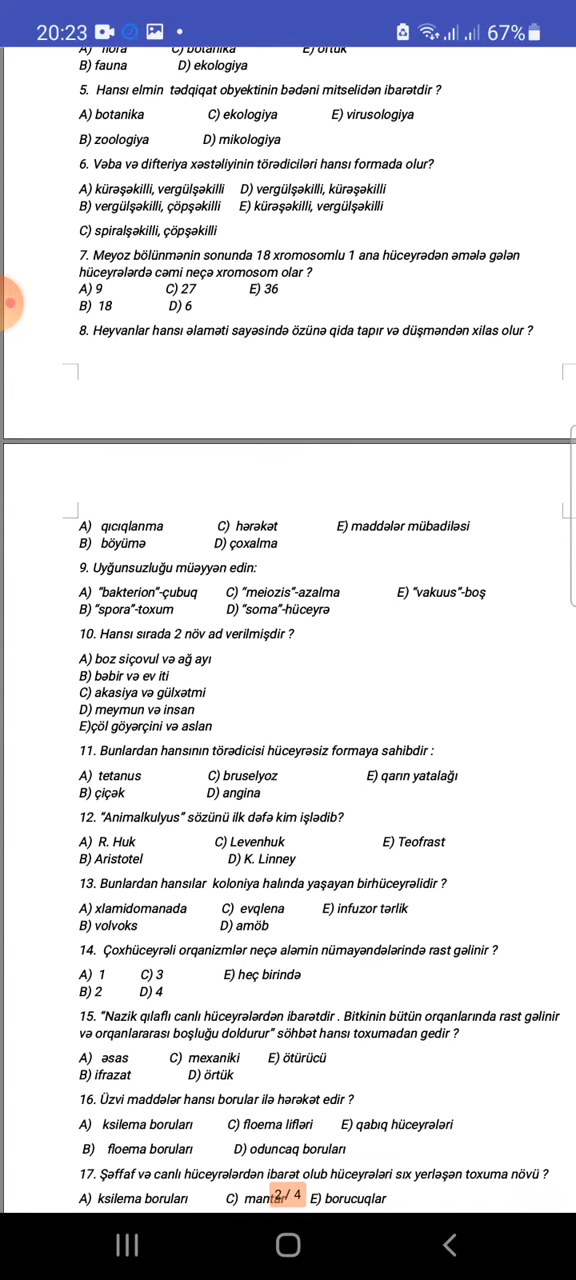 20:23 67%
A) flora C) botanika E) örtük
B) fauna D) ekologiya
5. Hansı elmin tədqiqat obyektinin bədəni mitselidən ibarətdir ?
A) botanika C) ekologiya E) virusologiya
B) zoologiya D) mikologiya
6. Vəba və difteriya xəstəliyinin törədiciləri hansı formada olur?
A) kürəşəkilli, vergülşəkilli D) vergülşəkilli, kürəşəkilli
B) vergülşəkilli, çöpşəkilli E) kürəşəkilli, vergülşəkilli
C) spiralşəkilli, çöpşəkilli
7. Meyoz bölünmənin sonunda 18 xromosomlu 1 ana hüceyrədən əmələ gələn
hüceyrələrdə cəmi neçə xromosom olar ?
A) 9 C) 27 E) 36
B) 18 D) 6
8. Heyvanlar hansı əlaməti sayəsində özünə qida tapır və düşməndən xilas olur ?
A) qıcıqlanma C) hərəkət E) maddələr mübadiləsi
B) böyümə D) çoxalma
9. Uyğunsuzluğu müəyyən edin:
A) "bakterion"-çubuq C) "meiozis"-azalma E) "vakuus"-boş
B) "spora"-toxum D) "soma"-hüceyrə
10. Hansı sırada 2 növ ad verilmişdir ?
A) boz siçovul və ağ ayı
B) bəbir və ev iti
C) akasiya və gülxətmi
D) meymun və insan
E)çöl göyərçini və aslan
11. Bunlardan hansının törədicisi hüceyrəsiz formaya sahibdir :
A) tetanus C) bruselyoz E) qarın yatalağı
B) çiçək D) angina
12. "Animalkulyus" sözünü ilk dəfə kim işlədib?
A) R. Huk C) Levenhuk E) Teofrast
B) Aristotel D) K. Linney
13. Bunlardan hansılar koloniya halında yaşayan birhüceyrəlidir ?
A) xlamidomanada C) evqlena E) infuzor tərlik
B) volvoks D) amöb
14. Çoxhüceyrəli orqanizmlər neçə aləmin nümayəndələrində rast gəlinir ?
A) 1 C) 3 E) heç birində
B) 2 D) 4
15. "Nazik qılaflı canlı hüceyrələrdən ibarətdir . Bitkinin bütün orqanlarında rast gəlinir
və orqanlararası boşluğu doldurur" söhbət hansı toxumadan gedir ?
A) əsas C) mexaniki E) ötürücü
B) ifrazat D) örtük
16. Üzvi maddələr hansı borular ilə hərəkət edir ?
A) ksilema boruları C) floema lifləri E) qabıq hüceyrələri
B) floema boruları D) oduncaq boruları
17. Şəffaf və canlı hüceyrələrdən ibarət olub hüceyrələri sıx yerləşən toxuma növü ?
A) ksilema boruları C) mantar E) borucuqlar
2 / 4